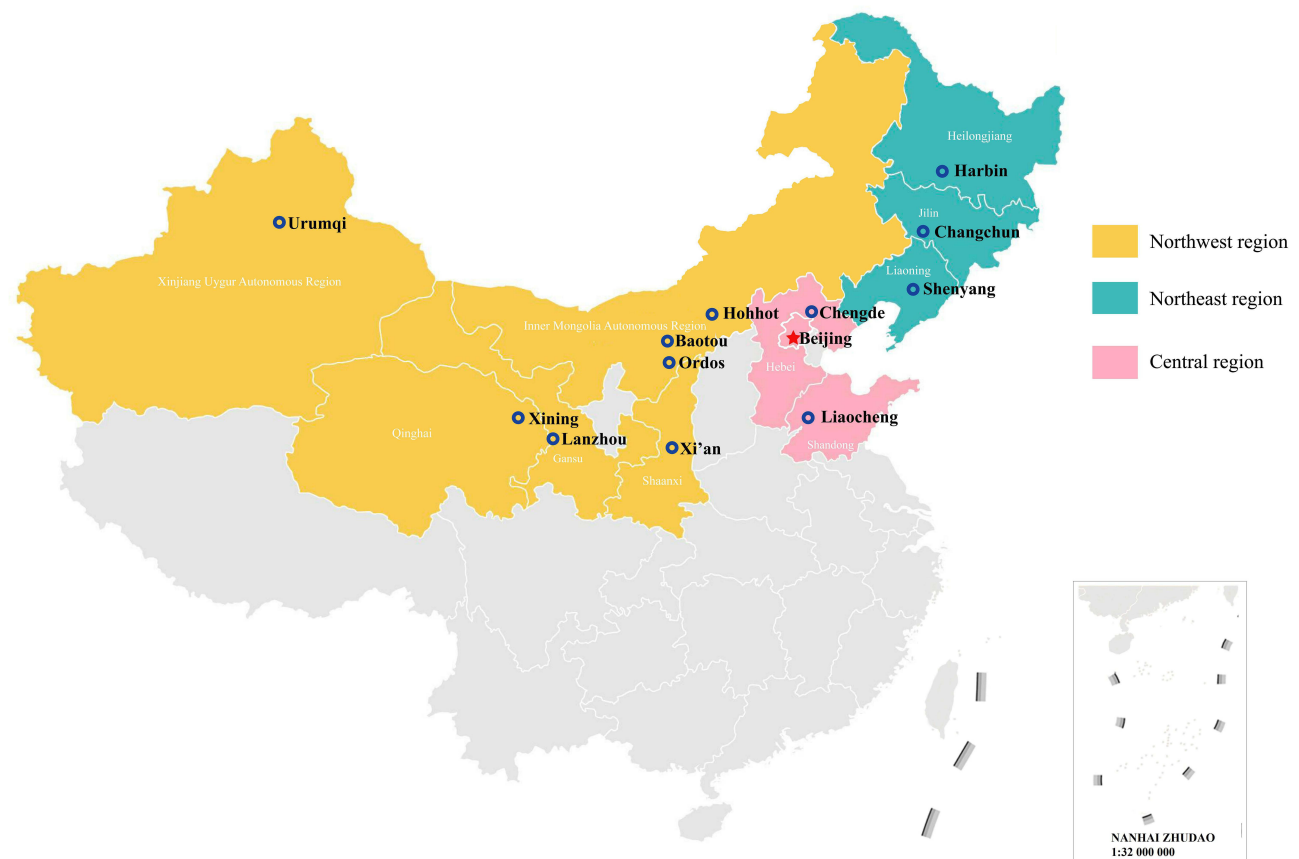 Heilongjiang
Harbin
Jilin
Changchun
Urumqi
Northwest region
Liaoning
Xinjiang Uygur Autonomous Region
Shenyang
Northeast region
Hohhot
Chengde
Inner Mongolia Autonomous Region
Baotou
Beijing
Ordos
Hebei
Central region
Xining
Liaocheng
Qinghai
Lanzhou
Gansu
Xi'an
Shandong
Shaanxi
NANHAI ZHUDAO
1:32 000 000